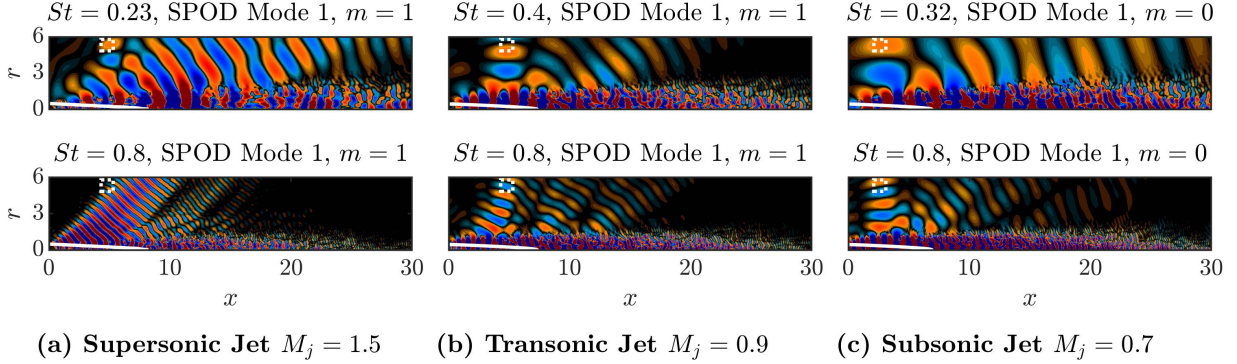 St = 0.23, SPOD Mode 1, m = 1
St = 0.4, SPOD Mode 1, m = 1
St = 0.32, SPOD Mode 1, m = 0
6
3
0
r
St = 0.8, SPOD Mode 1, m = 1
St = 0.8, SPOD Mode 1, m = 1
St = 0.8, SPOD Mode 1, m = 0
6
3
0
r
0 10 20 30
0 10 20 30
0 10 20 30
x
x
x
(a) Supersonic Jet M_j = 1.5
(b) Transonic Jet M_j = 0.9
(c) Subsonic Jet M_j = 0.7